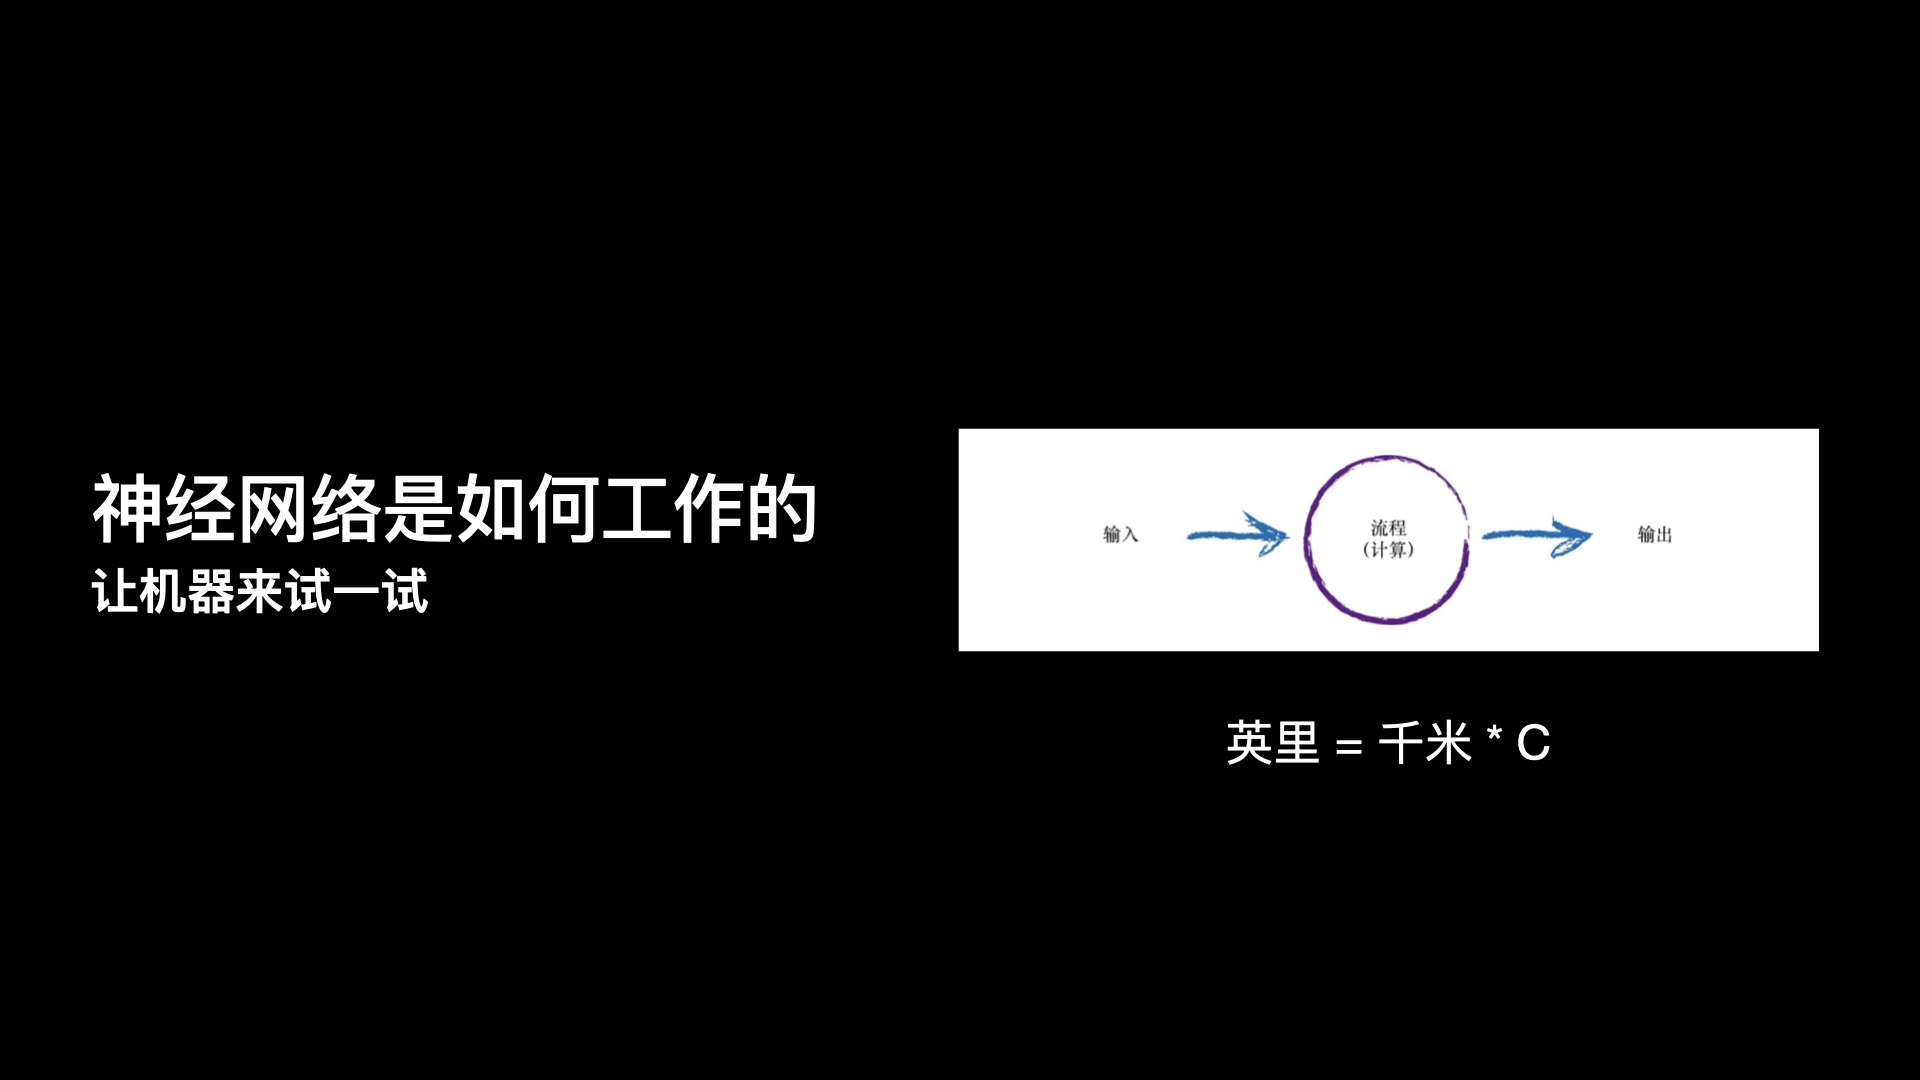 神经网络是如何工作的
让机器来试一试
输入
流程
(计算)
输出
英里 = 千米 * C